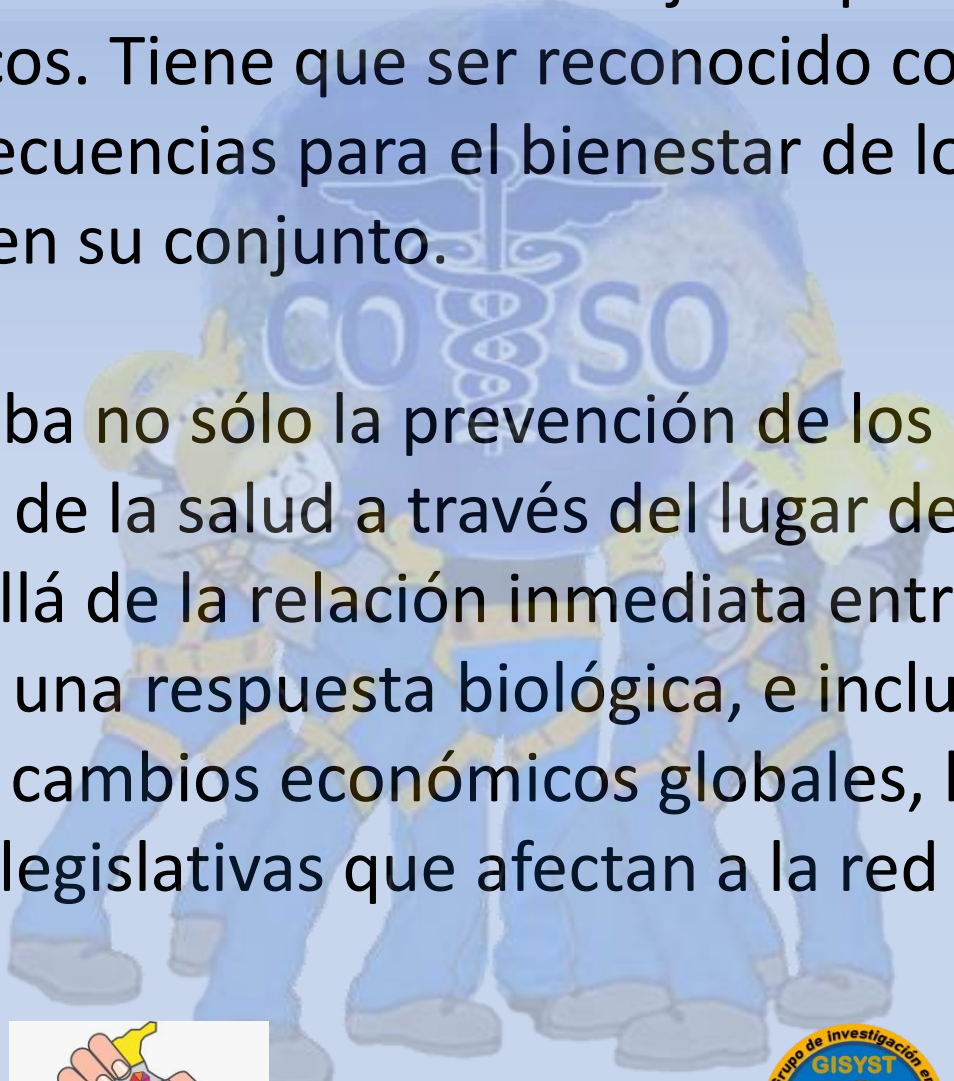 cos. Tiene que ser reconocido co
ecuencias para el bienestar de lo
en su conjunto.
CO SO
ba no sólo la prevención de los
de la salud a través del lugar de
llá de la relación inmediata entr
una respuesta biológica, e inclu
cambios económicos globales,
legislativas que afectan a la red
rupo de investigación e
GISYST